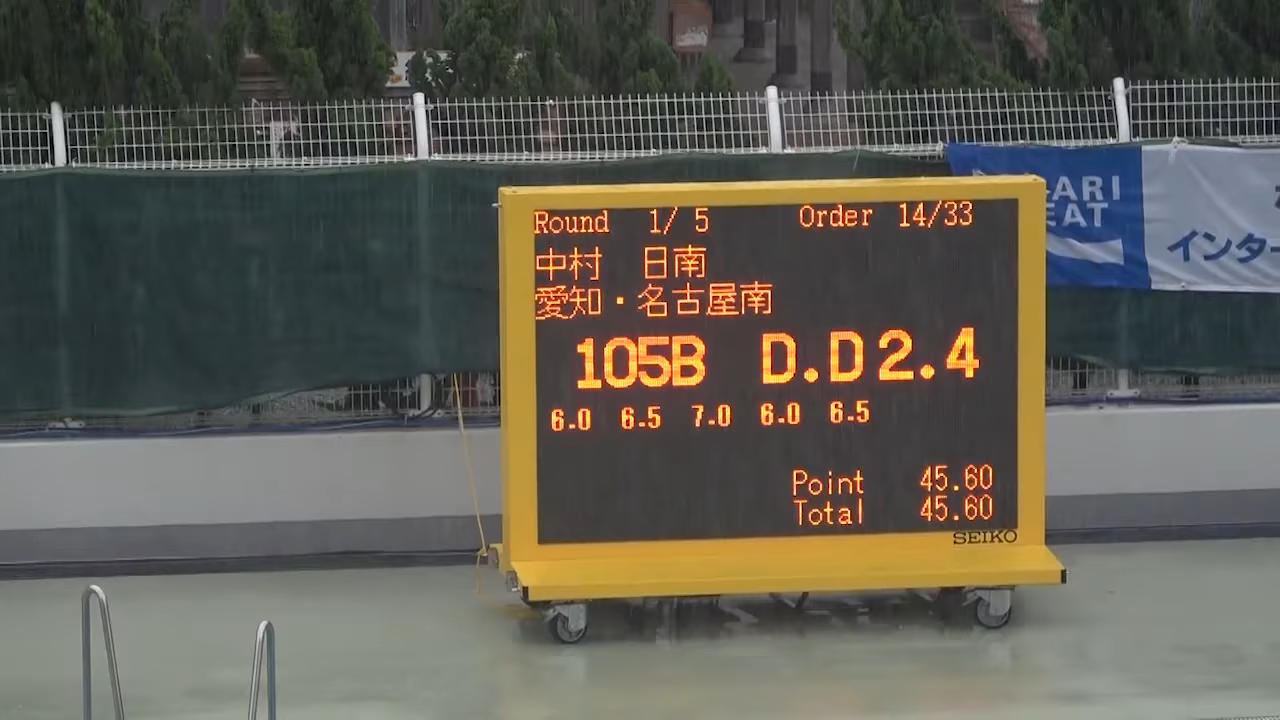 Round 1/ 5 Order 14/33
中村 日南
愛知・名古屋南
105B D.D 2.4
6.0 6.5 7.0 6.0 6.5
Point 45.60
Total 45.60
SEIKO
インター